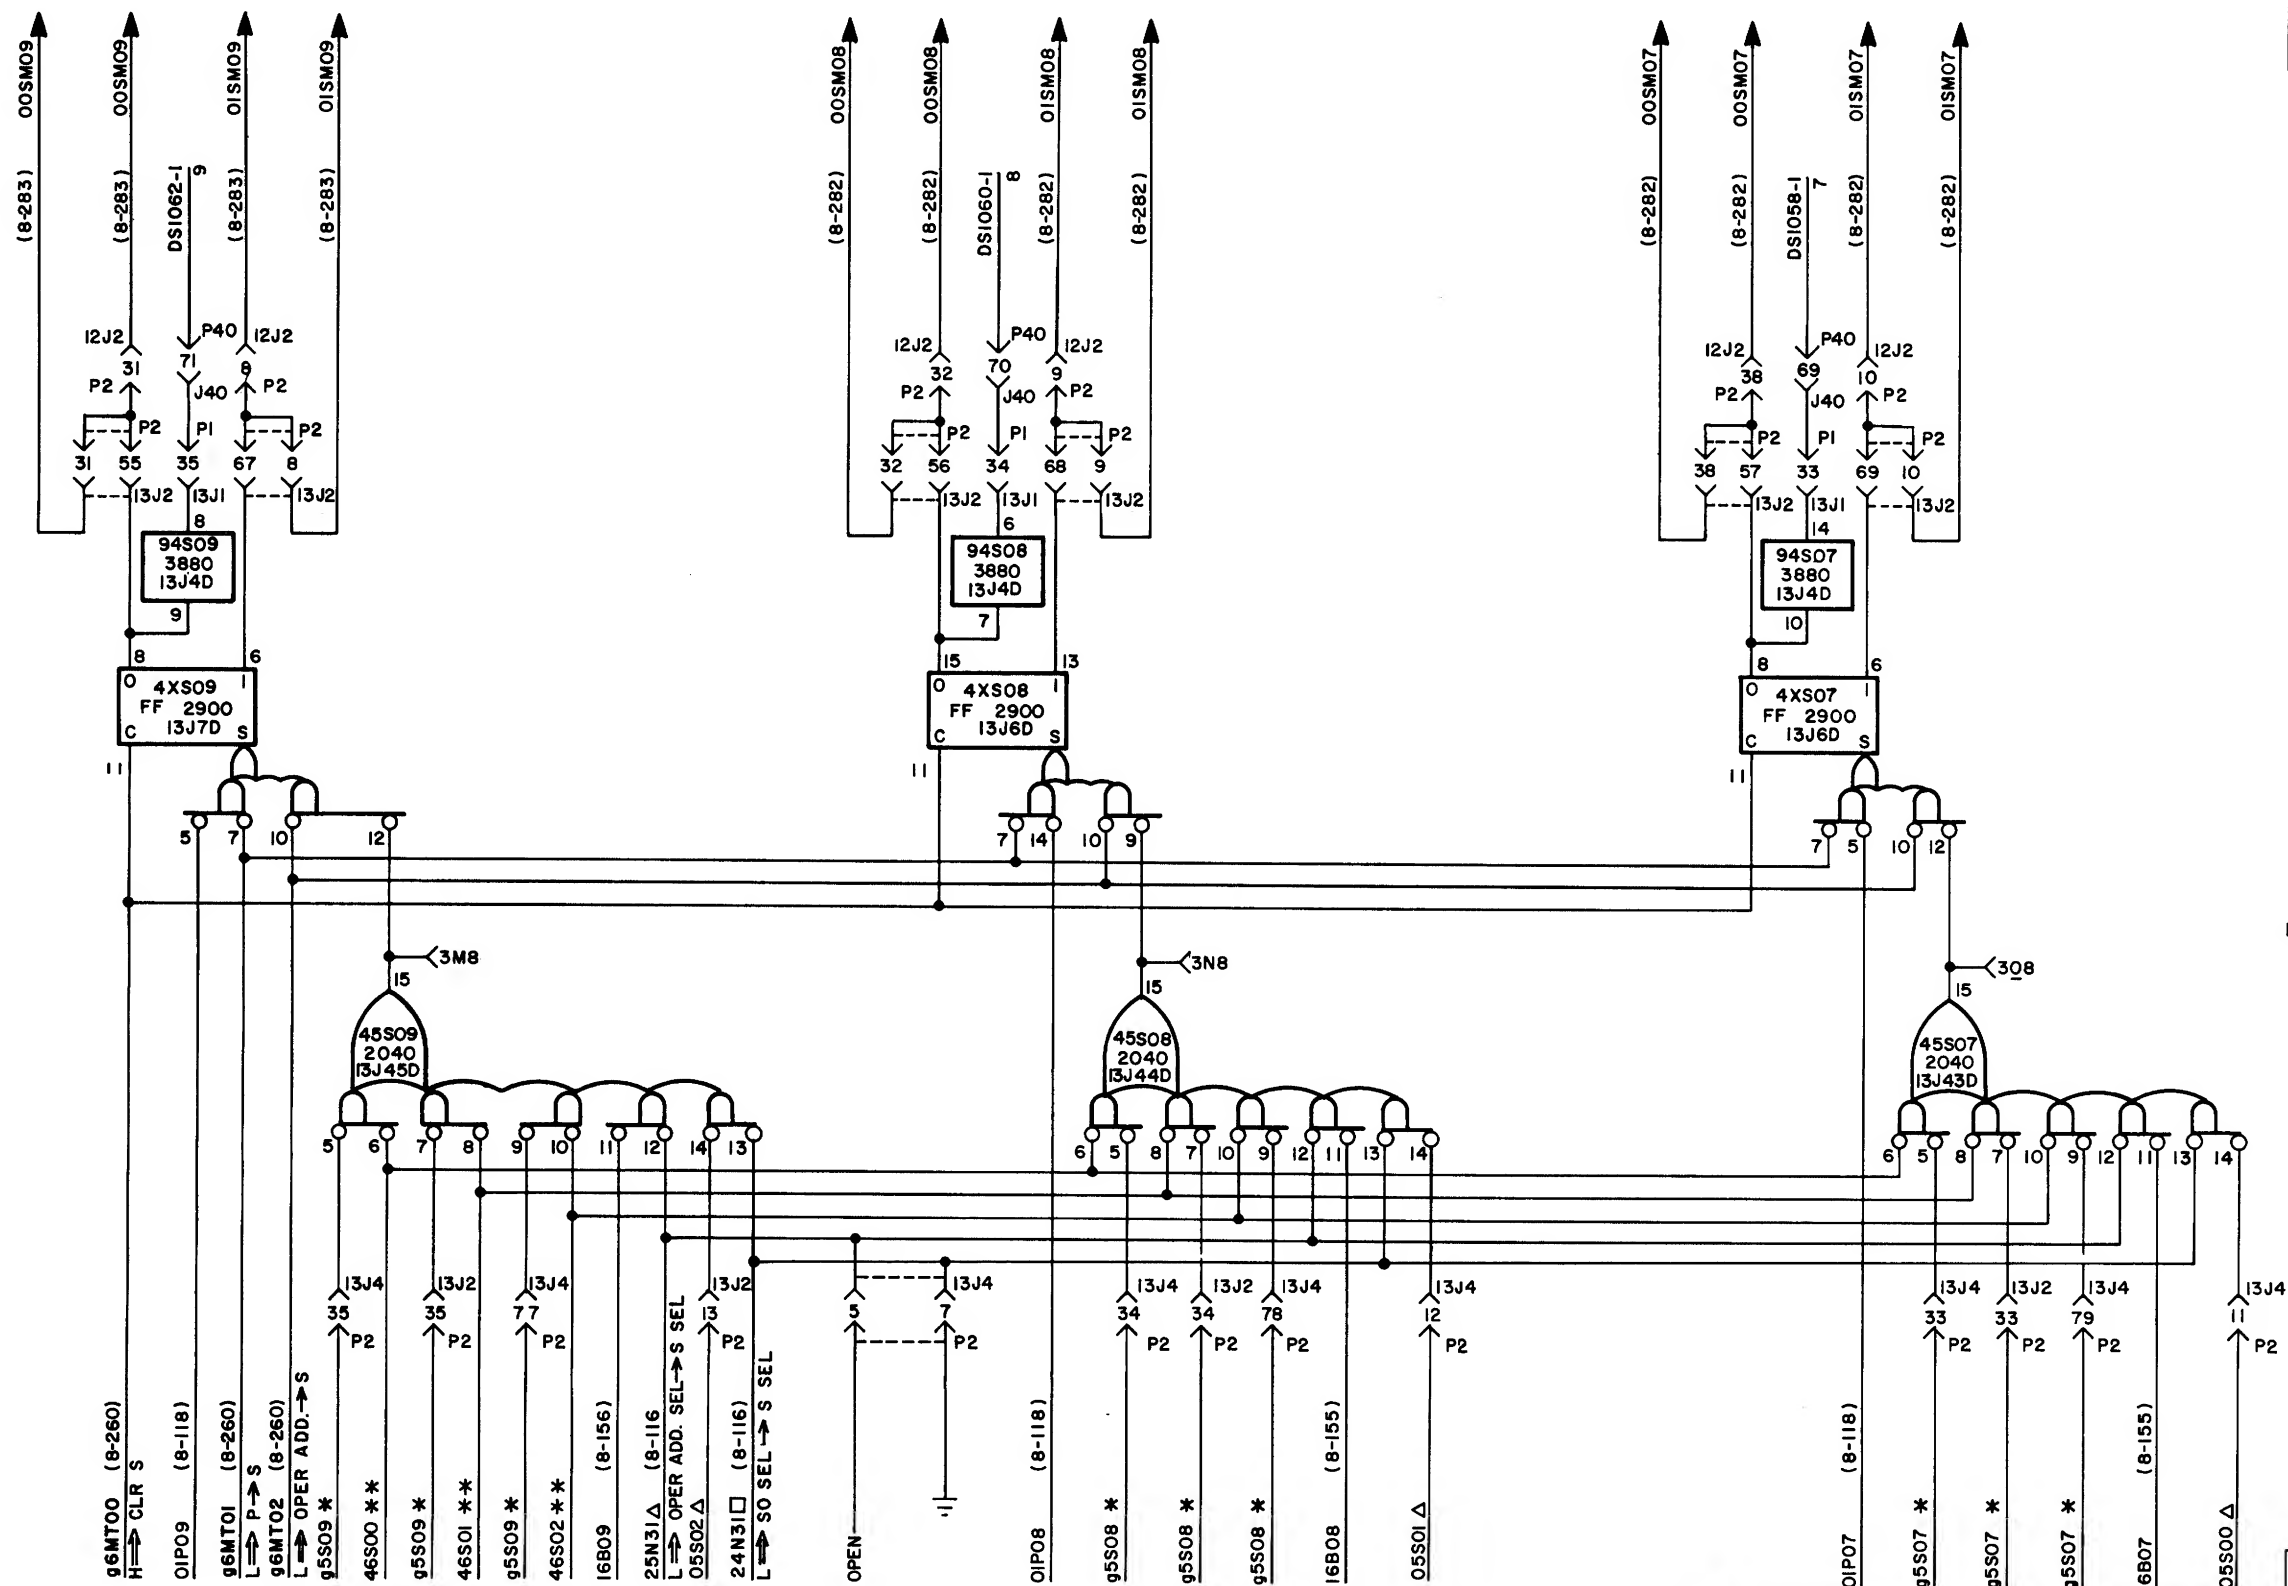 00SM09
00SM09
01SM09
01SM09
00SM08
00SM08
01SM08
01SM08
00SM07
00SM07
01SM07
01SM07
(8-283)
(8-283)
DS1062-1
9
(8-283)
(8-283)
(8-282)
(8-282)
DS1060-1
8
(8-282)
(8-282)
(8-282)
(8-282)
DS1058-1
7
(8-282)
(8-282)
12J2
P40
12J2
31
71
8
P2
J40
P2
P2
P1
P2
31
55
35
67
8
13J2
13J1
13J2
8
94S09
3880
13J4D
9
8
6
0
1
4XS09
FF 2900
13J7D
C
S
11
5
7
10
12
12J2
P40
12J2
32
70
9
P2
J40
P2
P2
P1
P2
32
56
34
68
9
13J2
13J1
13J2
6
94S08
3880
13J4D
7
15
13
0
1
4XS08
FF 2900
13J6D
C
S
11
7
14
10
9
12J2
P40
12J2
38
69
10
P2
J40
P2
P2
P1
P2
38
57
33
69
10
13J2
13J1
13J2
14
94S07
3880
13J4D
10
8
6
0
1
4XS07
FF 2900
13J6D
C
S
11
7
5
10
12
3M8
15
45S09
2040
13J45D
5
6
7
8
9
10
11
12
14
13
3N8
15
45S08
2040
13J44D
6
5
8
7
10
9
12
11
13
14
3O8
15
45S07
2040
13J43D
6
5
8
7
10
9
12
11
13
14
13J4
35
P2
13J2
35
P2
13J4
77
P2
13J2
13
P2
13J4
5
7
P2
13J4
34
P2
13J2
34
P2
13J4
78
P2
13J4
12
P2
13J4
33
P2
13J2
33
P2
13J4
79
P2
13J4
11
P2
g6MT00 (8-260)
H⇒CLR S
01P09 (8-118)
g6MT01 (8-260)
L⇒P→S
g6MT02 (8-260)
L⇒OPER ADD.→S
g5S09 *
46S00 **
g5S09 *
46S01 **
g5S09 *
46S02 **
16B09 (8-156)
25N31 △ (8-116
L⇒OPER ADD. SEL→S SEL
05S02 △
24N31 □ (8-116)
L⇒SO SEL→S SEL
OPEN
01P08 (8-118)
g5S08 *
g5S08 *
g5S08 *
16B08 (8-155)
05S01 △
01P07 (8-118)
g5S07 *
g5S07 *
g5S07 *
6B07 (8-155)
05S00 △